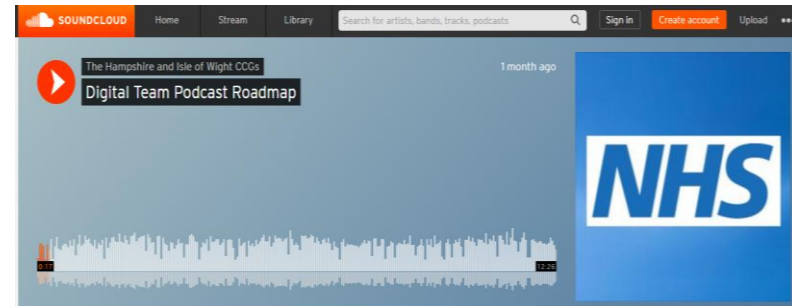 SOUNDCLOUD Home Stream Library Search for artists, bands, tracks, podcasts Sign in Create account Upload
The Hampshire and Isle of Wight CCGs 1 month ago
Digital Team Podcast Roadmap
NHS
0:17 12:26